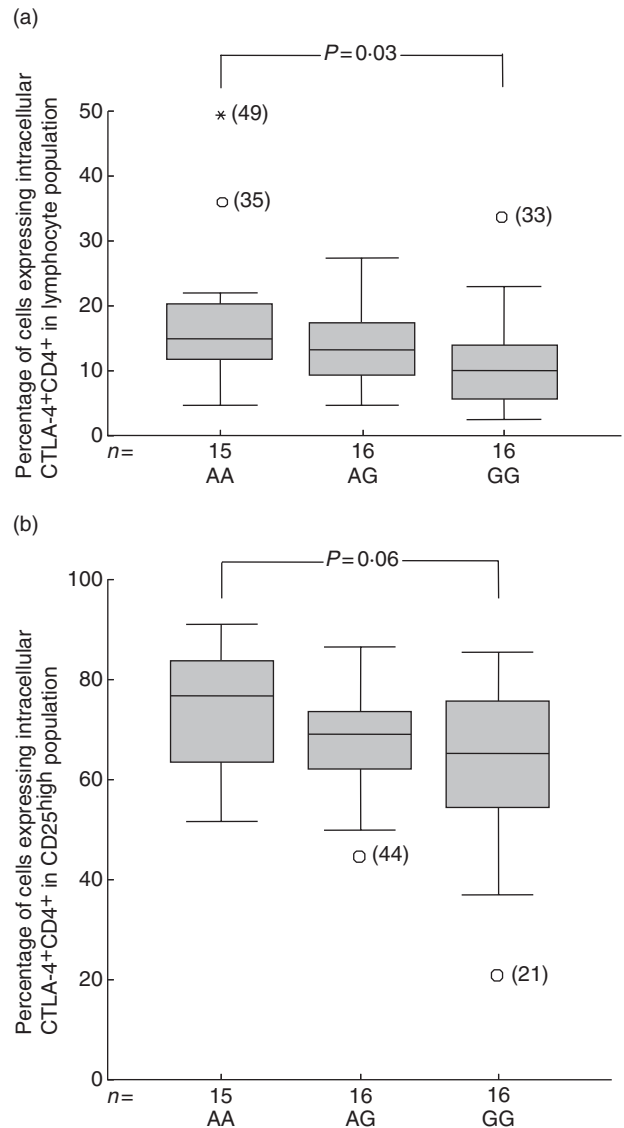 (a)
P = 0·03
Percentage of cells expressing intracellular
CTLA-4⁺CD4⁺ in lymphocyte population
50
40
30
20
10
0
* (49)
(35)
(33)
n= 15 16 16
AA AG GG
(b)
P = 0·06
Percentage of cells expressing intracellular
CTLA-4⁺CD4⁺ in CD25ʰⁱᵍʰ population
100
80
60
40
20
0
(44)
(21)
n= 15 16 16
AA AG GG